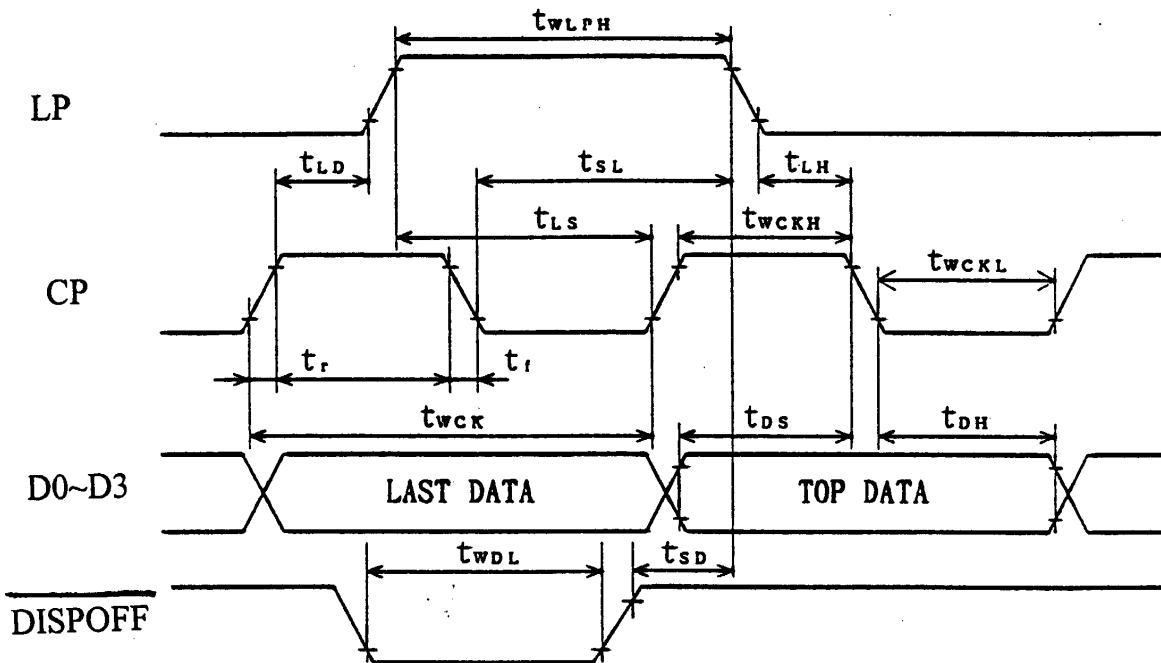 tWLPH
LP
tLD
tSL
tLH
tLS
tWCKH
CP
tWCKL
tr
tf
tWCK
tDS
tDH
D0~D3
LAST DATA
TOP DATA
tWDL
tSD
DISPOFF